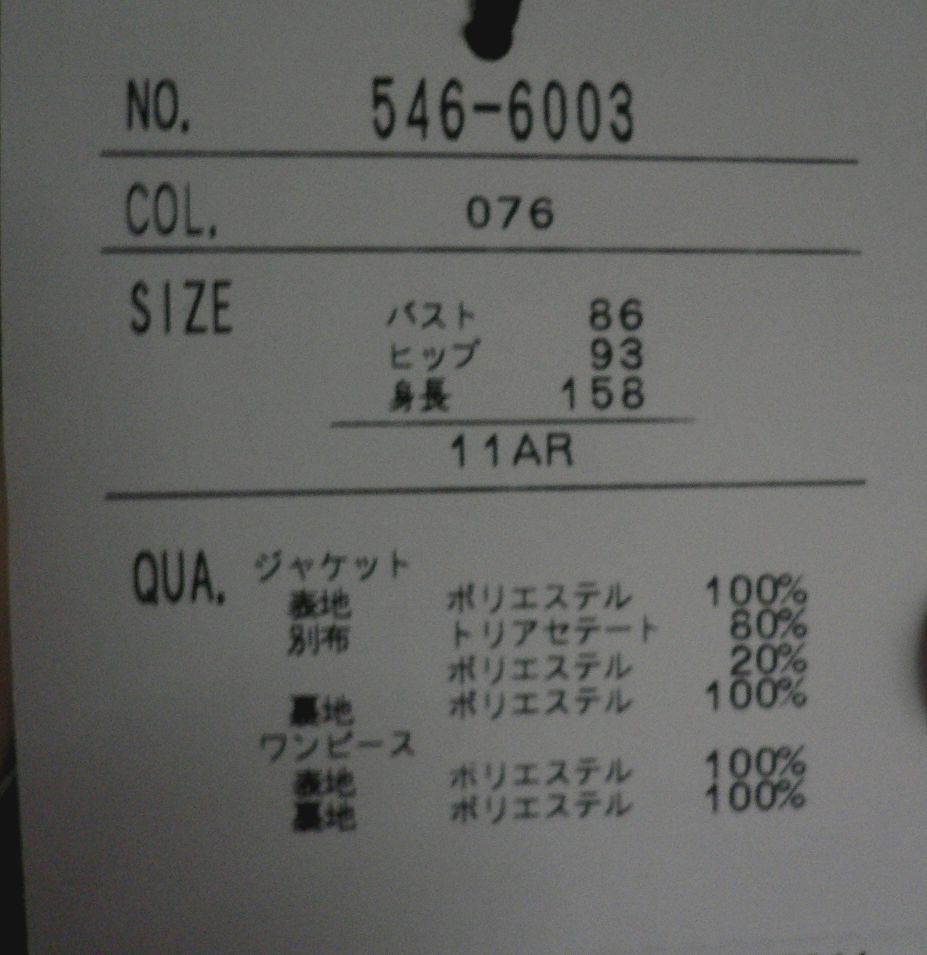 NO. 546-6003
COL. 076
SIZE バスト 86
ヒップ 93
身長 158
11AR
QUA. ジャケット
表地 ポリエステル 100%
別布 トリアセテート 80%
ポリエステル 20%
裏地 ポリエステル 100%
ワンピース
表地 ポリエステル 100%
裏地 ポリエステル 100%